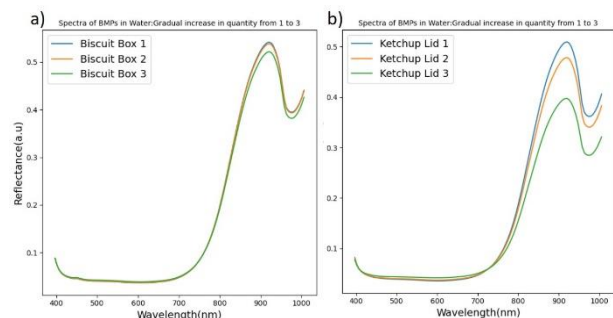 a)
Spectra of BMPs in Water:Gradual increase in quantity from 1 to 3
Biscuit Box 1
Biscuit Box 2
Biscuit Box 3
Reflectance(a.u)
0.5
0.4
0.3
0.2
0.1
400 500 600 700 800 900 1000
Wavelength(nm)
b)
Spectra of BMPs in Water:Gradual increase in quantity from 1 to 3
Ketchup Lid 1
Ketchup Lid 2
Ketchup Lid 3
0.5
0.4
0.3
0.2
0.1
400 500 600 700 800 900 1000
Wavelength(nm)